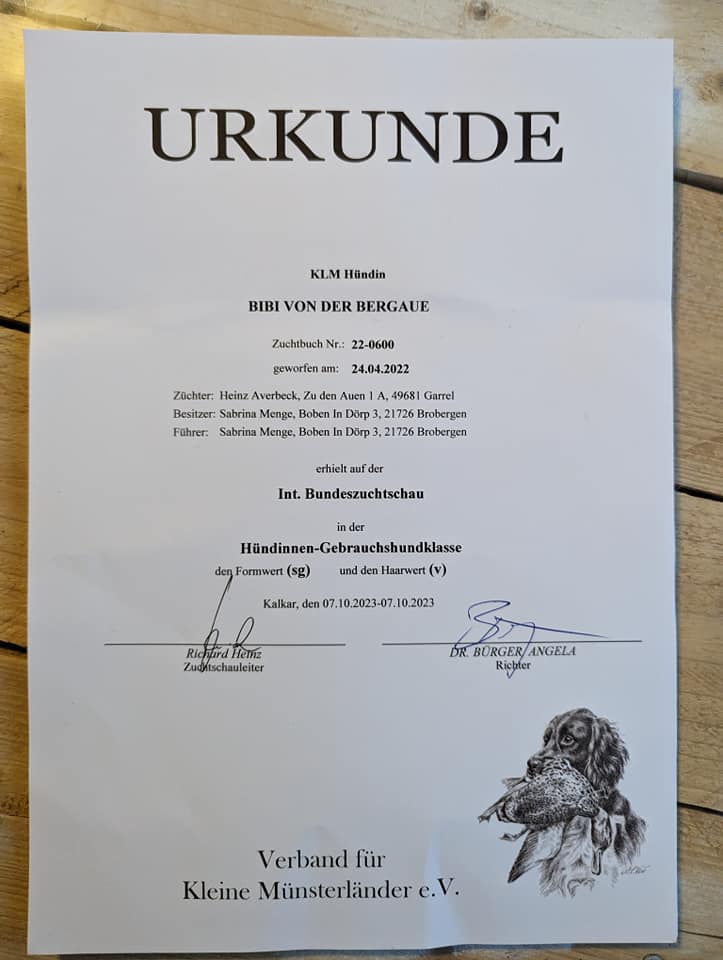 URKUNDE
KLM Hündin
BIBI VON DER BERGAUE
Zuchtbuch Nr.: 22-0600
geworfen am: 24.04.2022
Züchter: Heinz Averbeck, Zu den Auen 1 A, 49681 Garrel
Besitzer: Sabrina Menge, Boben In Dörp 3, 21726 Brobergen
Führer: Sabrina Menge, Boben In Dörp 3, 21726 Brobergen
erhielt auf der
Int. Bundeszuchtschau
in der
Hündinnen-Gebrauchshundklasse
den Formwert (sg) und den Haarwert (v)
Kalkar, den 07.10.2023-07.10.2023
Richard Heinz
Zuchtschauleiter
DR. BÜRGER ANGELA
Richter
Verband für
Kleine Münsterländer e.V.